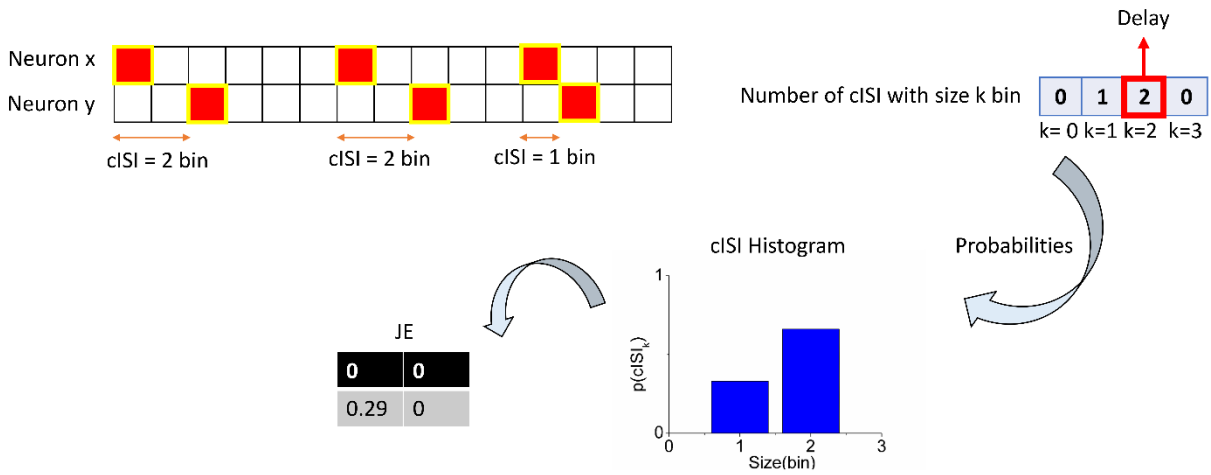 Delay
Neuron x
Neuron y
Number of cISI with size k bin
0 1 2 0
k= 0 k=1 k=2 k=3
cISI = 2 bin
cISI = 2 bin
cISI = 1 bin
Probabilities
cISI Histogram
1
p(cISIk)
0
0 1 2 3
Size(bin)
JE
0 0
0.29 0